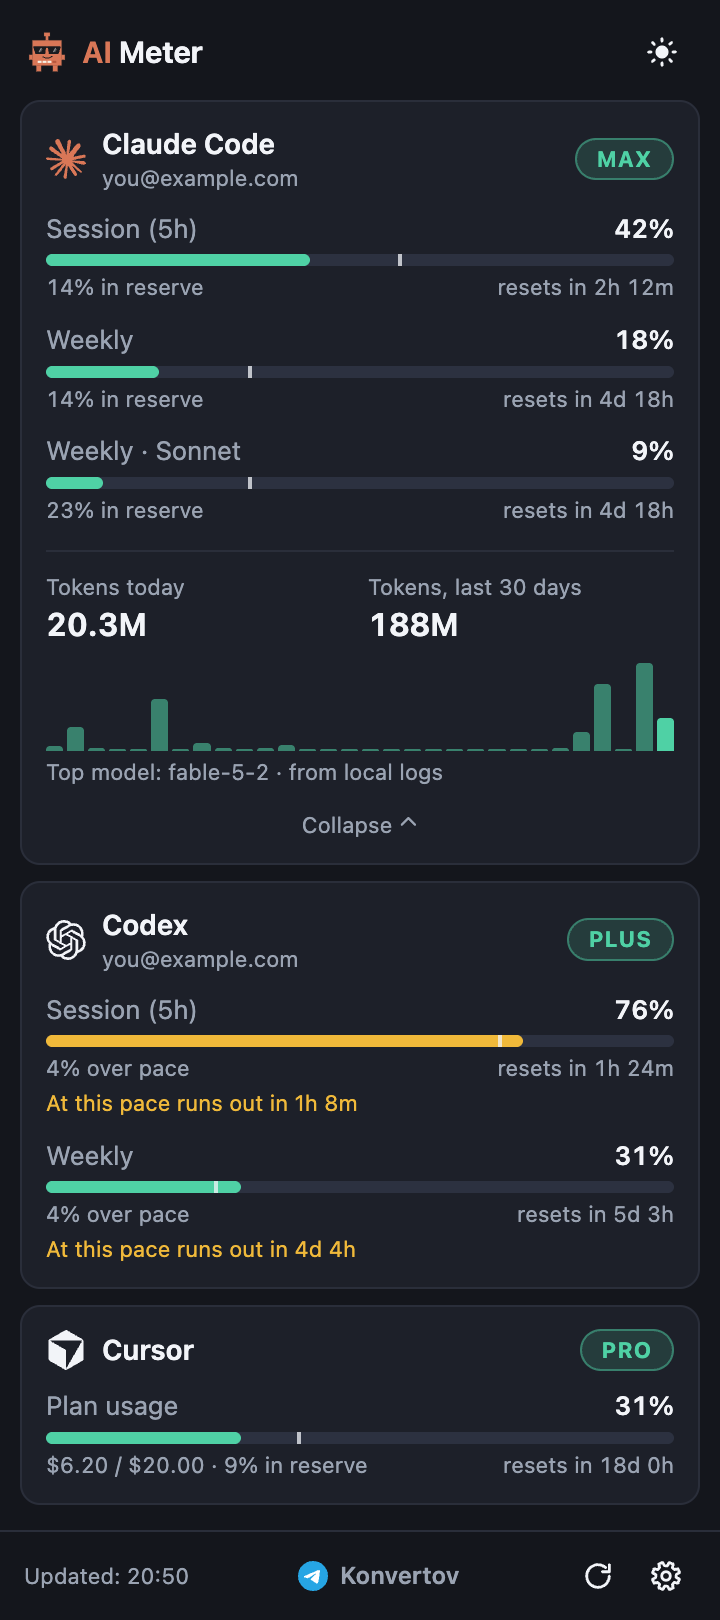 AI Meter
Claude Code
you@example.com
MAX
Session (5h) 42%
14% in reserve resets in 2h 12m
Weekly 18%
14% in reserve resets in 4d 18h
Weekly · Sonnet 9%
23% in reserve resets in 4d 18h
Tokens today Tokens, last 30 days
20.3M 188M
Top model: fable-5-2 · from local logs
Collapse
Codex
you@example.com
PLUS
Session (5h) 76%
4% over pace resets in 1h 24m
At this pace runs out in 1h 8m
Weekly 31%
4% over pace resets in 5d 3h
At this pace runs out in 4d 4h
Cursor PRO
Plan usage 31%
$6.20 / $20.00 · 9% in reserve resets in 18d 0h
Updated: 20:50 Konvertov